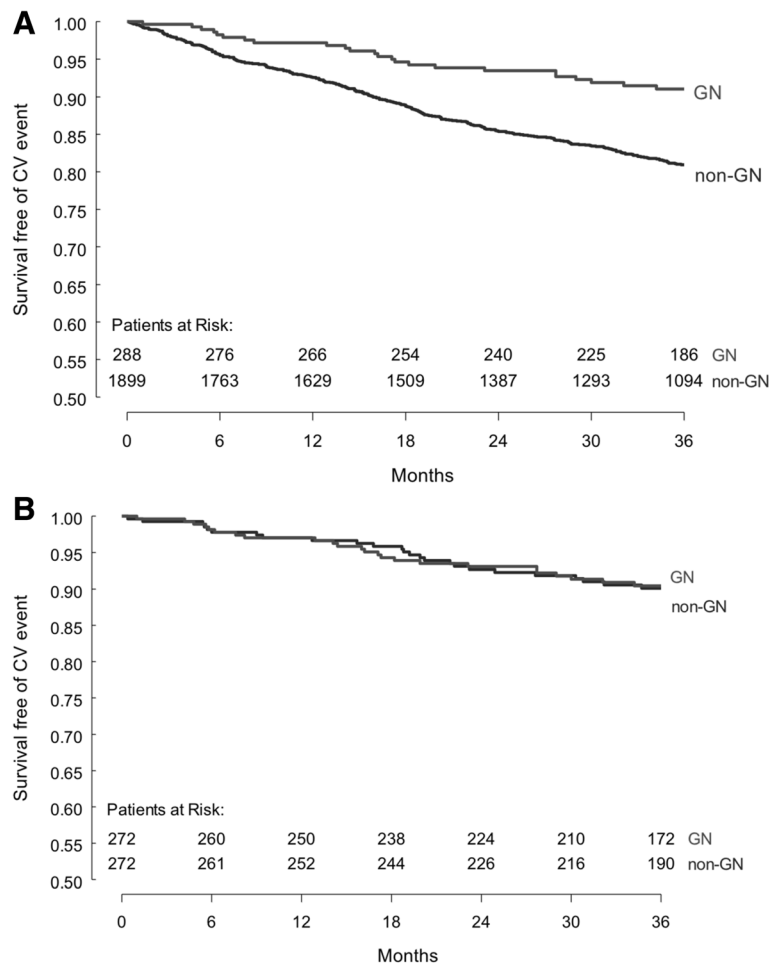 A
Survival free of CV event
1.00
0.95
0.90
0.85
0.80
0.75
0.70
0.65
0.60
0.55
0.50
GN
non-GN
Patients at Risk:
288 276 266 254 240 225 186 GN
1899 1763 1629 1509 1387 1293 1094 non-GN
0 6 12 18 24 30 36
Months
B
Survival free of CV event
1.00
0.95
0.90
0.85
0.80
0.75
0.70
0.65
0.60
0.55
0.50
GN
non-GN
Patients at Risk:
272 260 250 238 224 210 172 GN
272 261 252 244 226 216 190 non-GN
0 6 12 18 24 30 36
Months